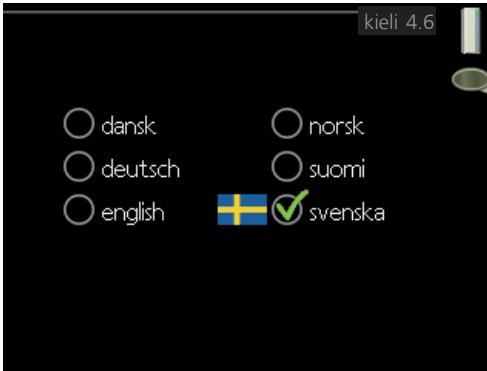 kieli 4.6
dansk
norsk
deutsch
suomi
english
svenska